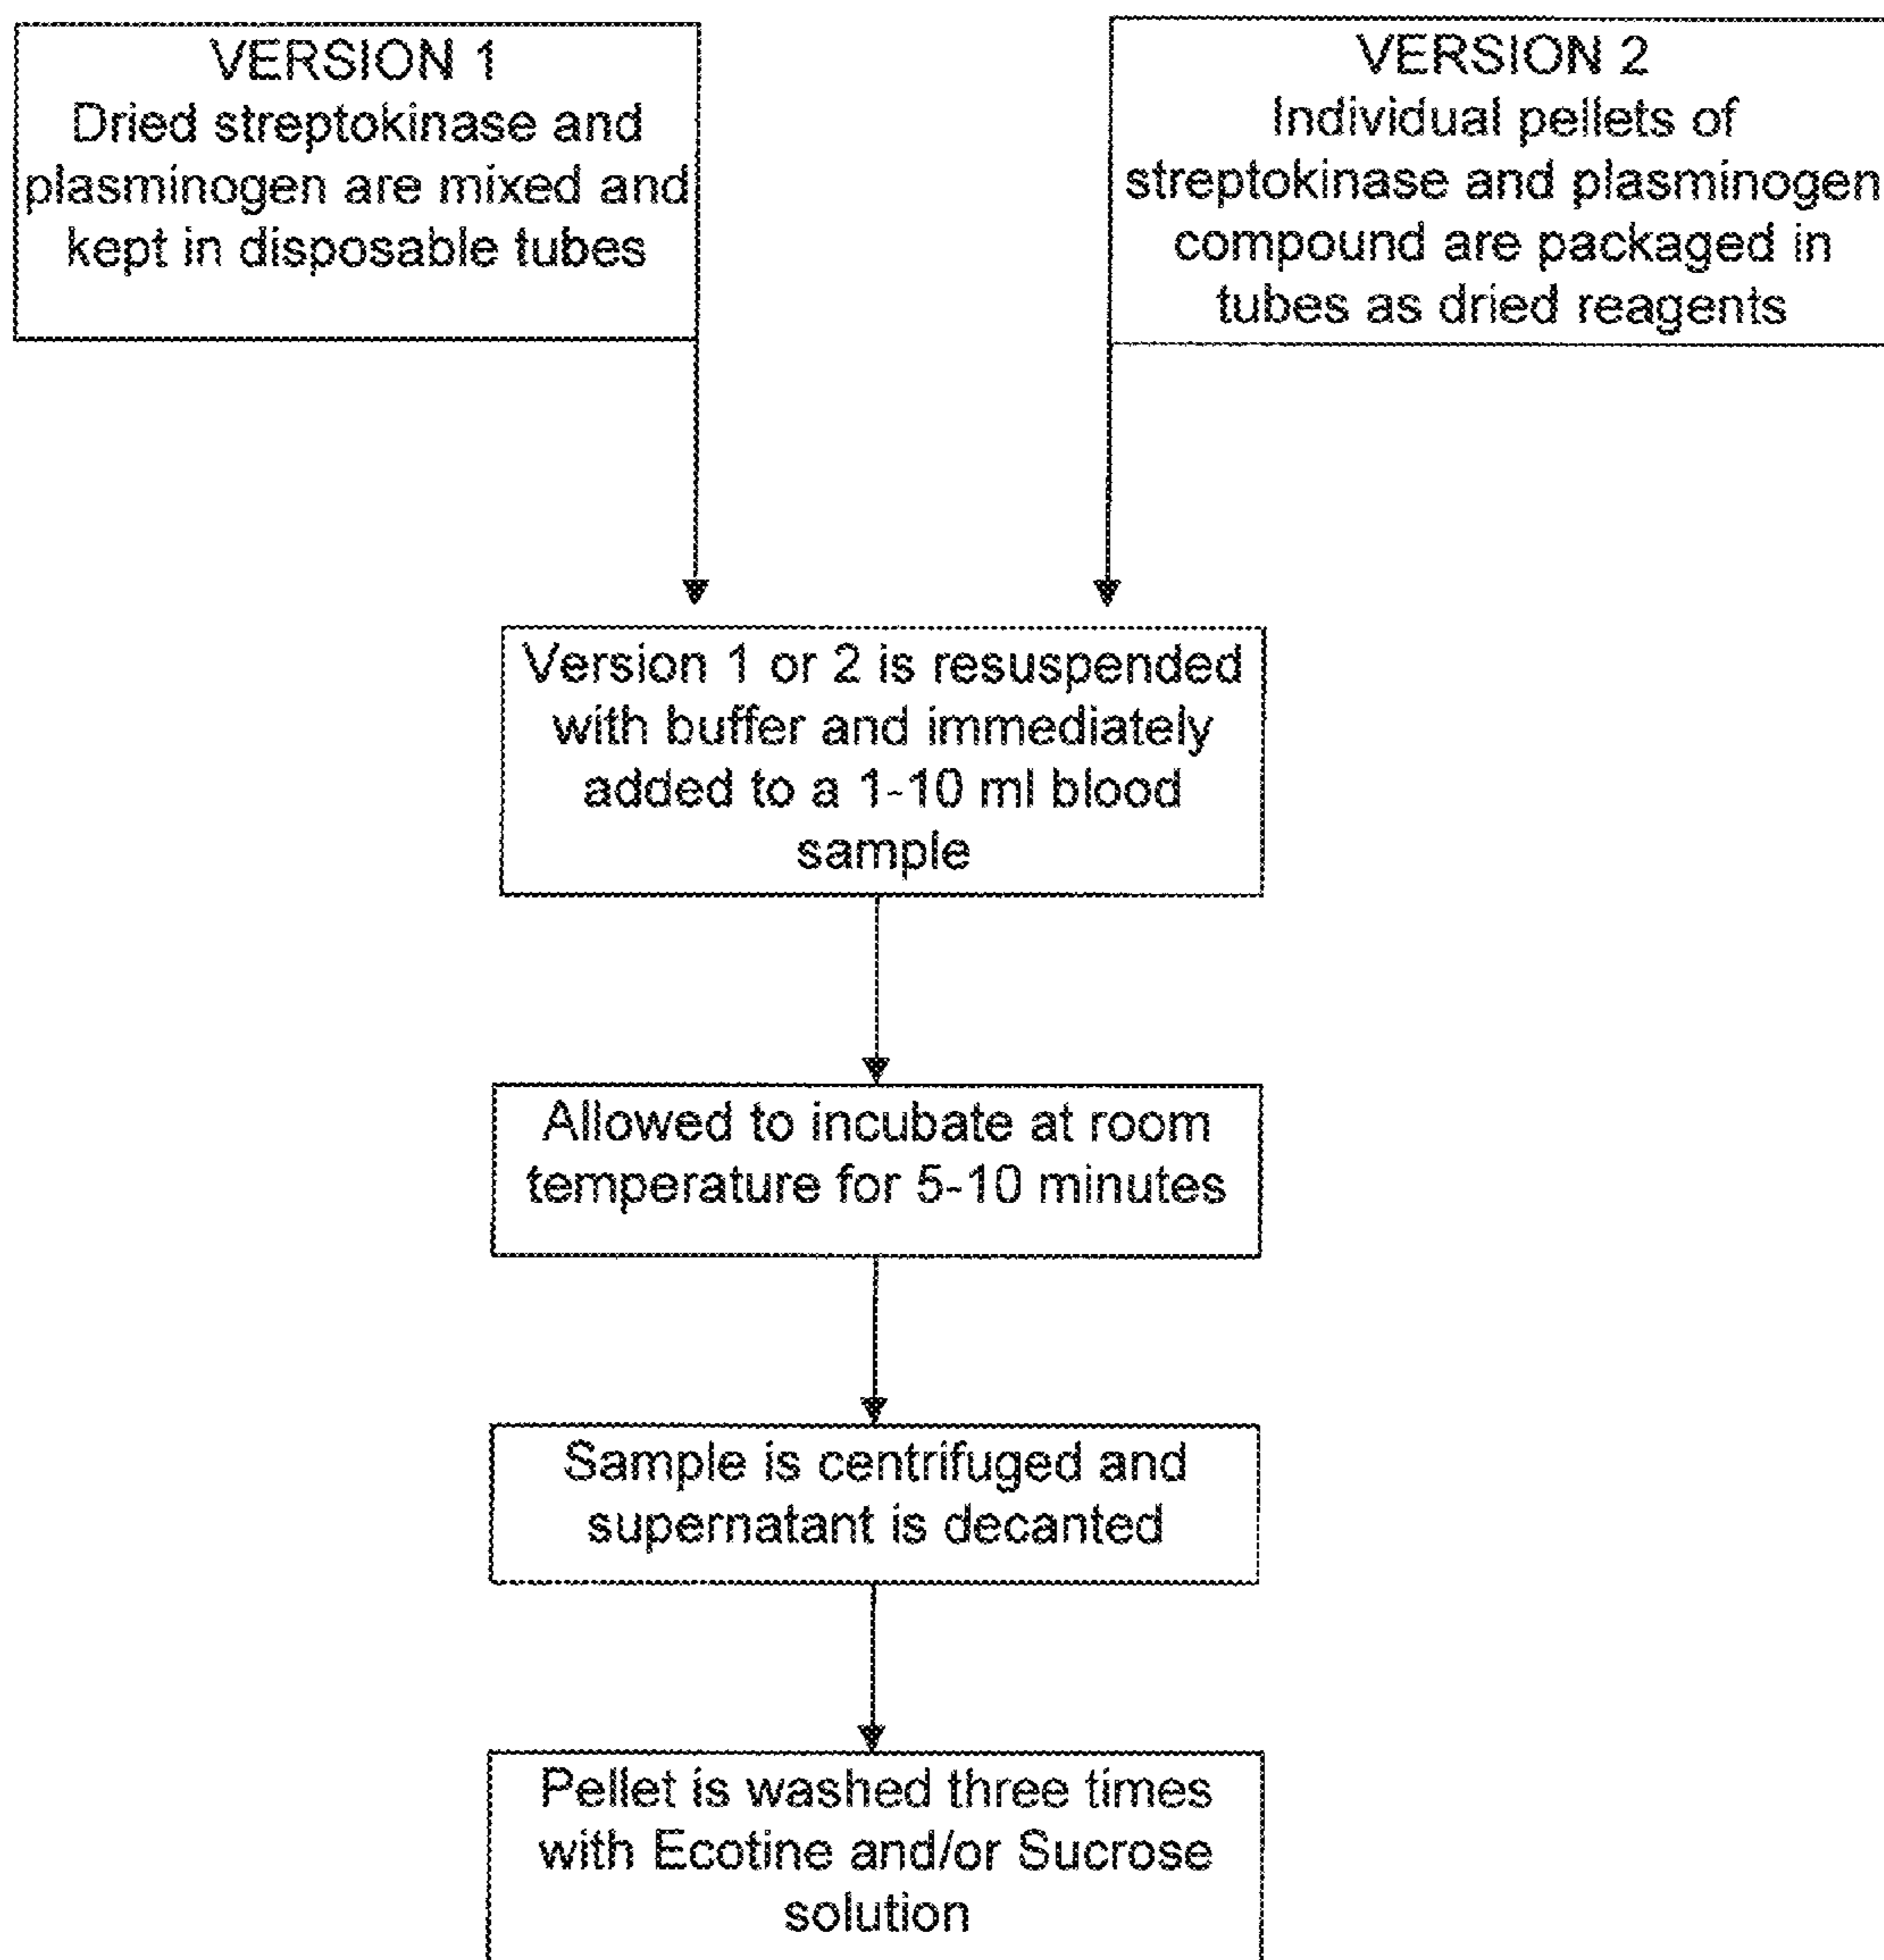 VERSION 1
Dried streptokinase and
plasminogen are mixed and
kept in disposable tubes
VERSION 2
Individual pellets of
streptokinase and plasminogen
compound are packaged in
tubes as dried reagents
Version 1 or 2 is resuspended
with buffer and immediately
added to a 1-10 ml blood
sample
Allowed to incubate at room
temperature for 5-10 minutes
Sample is centrifuged and
supernatant is decanted
Pellet is washed three times
with Ecotine and/or Sucrose
solution